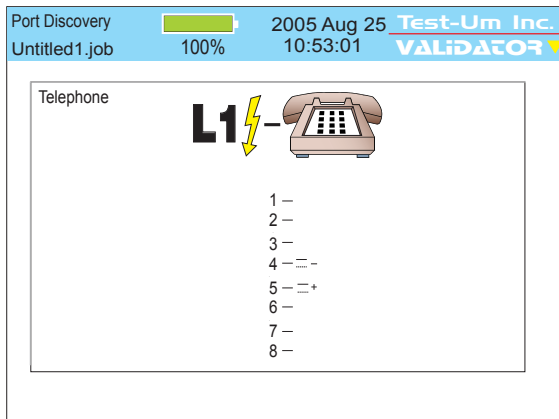 Port Discovery
2005 Aug 25
Test-Um Inc.
Untitled1.job
100%
10:53:01
VALiDATOR
Telephone
L1
1 –
2 –
3 –
4 – –
5 – +
6 –
7 –
8 –